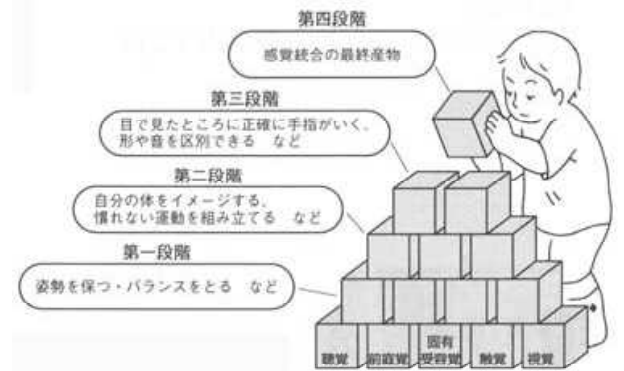 第四段階
感覚統合の最終産物
第三段階
目で見たところに正確に手指がいく、
形や音を区別できる　など
第二段階
自分の体をイメージする、
慣れない運動を組み立てる　など
第一段階
姿勢を保つ・バランスをとる　など
聴覚
前庭覚
固有
受容覚
触覚
視覚